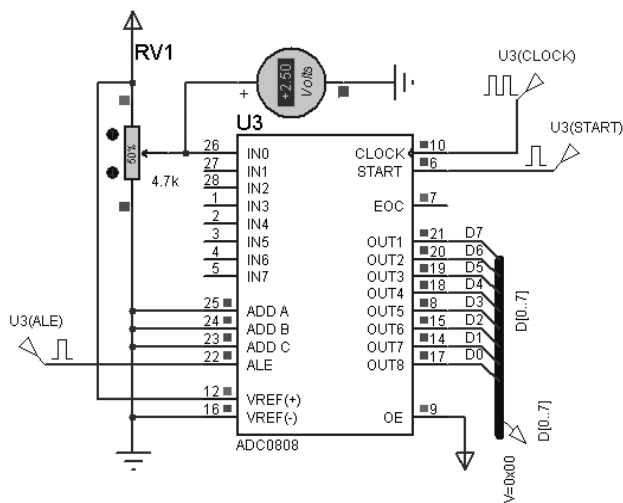 RV1
50%
4.7k
+
+2.50
Volts
U3
U3(CLOCK)
U3(START)
U3(ALE)
26 IN0
27 IN1
28 IN2
1 IN3
2 IN4
3 IN5
4 IN6
5 IN7
25 ADD A
24 ADD B
23 ADD C
22 ALE
12 VREF(+)
16 VREF(-)
CLOCK 10
START 6
EOC 7
OUT1 21 D7
OUT2 20 D6
OUT3 19 D5
OUT4 18 D4
OUT5 8 D3
OUT6 15 D2
OUT7 14 D1
OUT8 17 D0
OE 9
ADC0808
D[0..7]
D[0..7]
V=0x00